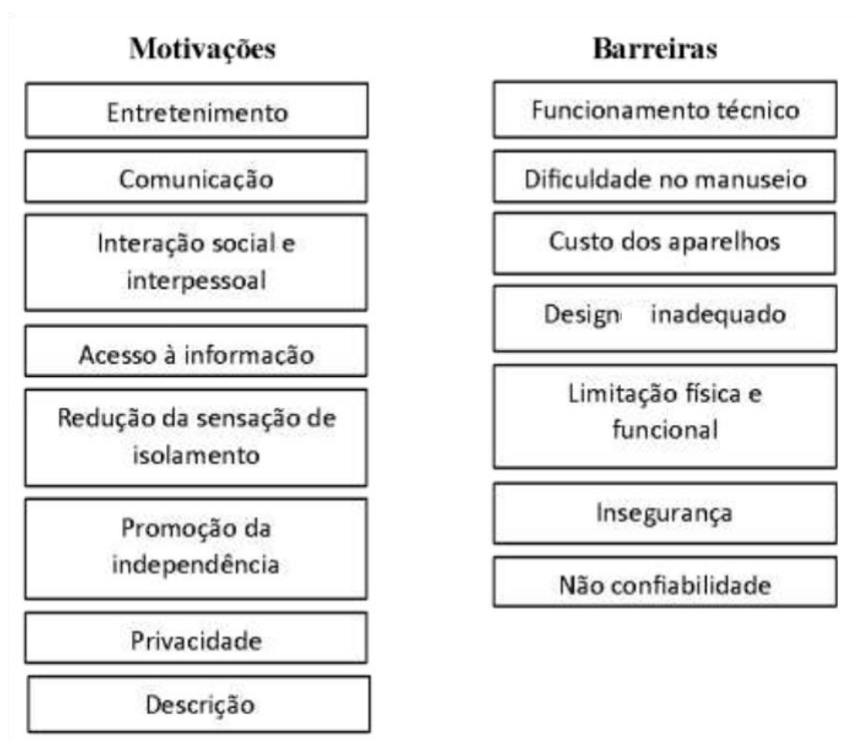 Motivações
Entretenimento
Comunicação
Interação social e
interpessoal
Acesso à informação
Redução da sensação de
isolamento
Promoção da
independência
Privacidade
Descrição
Barreiras
Funcionamento técnico
Dificuldade no manuseio
Custo dos aparelhos
Design inadequado
Limitação física e
funcional
Insegurança
Não confiabilidade